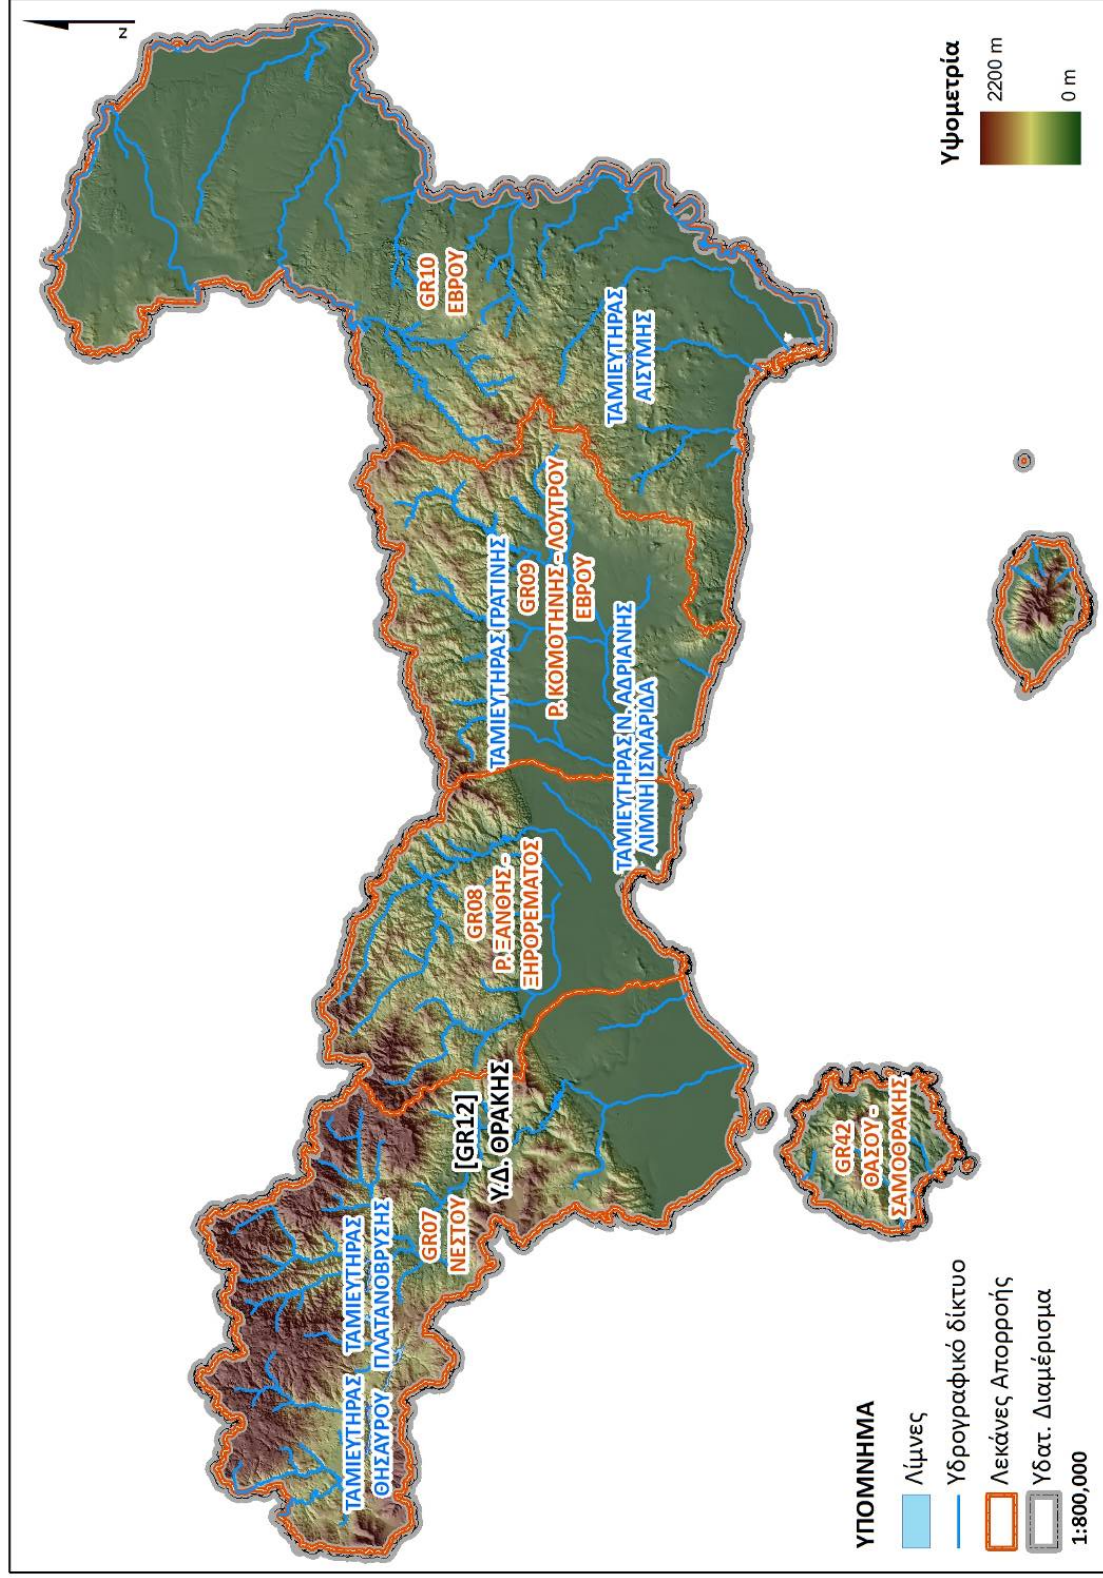 N
GR10
ΕΒΡΟΥ
ΤΑΜΙΕΥΤΗΡΑΣ
ΑΙΣΥΜΗΣ
ΤΑΜΙΕΥΤΗΡΑΣ ΓΡΑΤΙΝΗΣ
GR09
Ρ. ΚΟΜΟΤΗΝΗΣ - ΛΟΥΤΡΟΥ
ΕΒΡΟΥ
ΤΑΜΙΕΥΤΗΡΑΣ Ν. ΑΔΡΙΑΝΗΣ
ΛΙΜΝΗ ΙΣΜΑΡΙΔΑ
GR08
Ρ. ΞΑΝΘΗΣ -
ΞΗΡΟΡΕΜΑΤΟΣ
[GR12]
Υ.Δ. ΘΡΑΚΗΣ
ΤΑΜΙΕΥΤΗΡΑΣ
ΘΗΣΑΥΡΟΥ
ΤΑΜΙΕΥΤΗΡΑΣ
ΠΛΑΤΑΝΟΒΡΥΣΗΣ
GR07
ΝΕΣΤΟΥ
GR42
ΘΑΣΟΥ -
ΣΑΜΟΘΡΑΚΗΣ
ΥΠΟΜΝΗΜΑ
Λίμνες
Υδρογραφικό δίκτυο
Λεκάνες Απορροής
Υδατ. Διαμέρισμα
1:800,000
Υψομετρία
2200 m
0 m